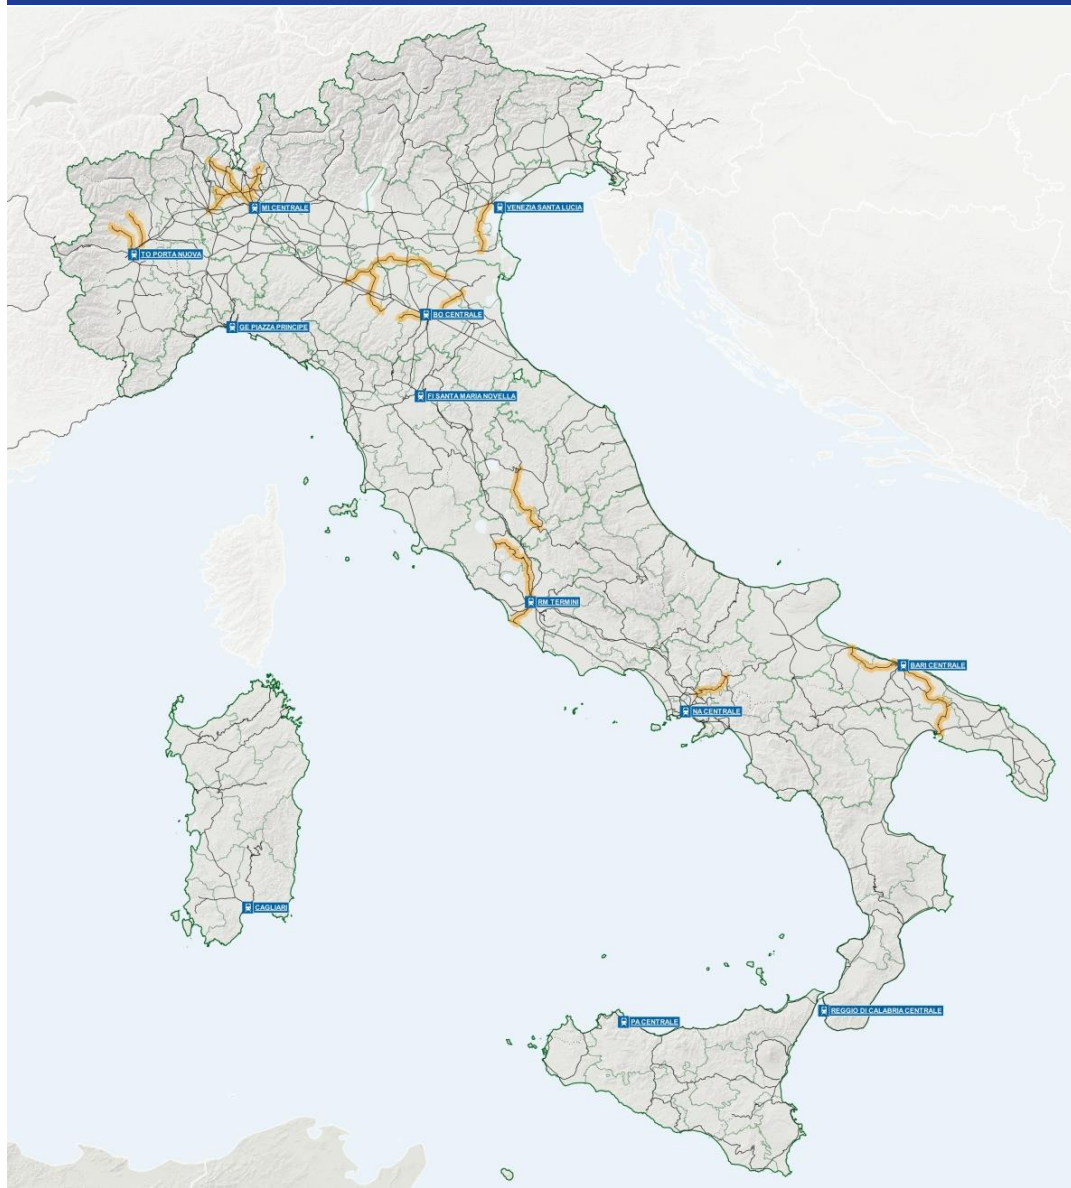 MI CENTRALE
VENEZIA SANTA LUCIA
TO PORTA NUOVA
BO CENTRALE
GE PIAZZA PRINCIPE
FI SANTA MARIA NOVELLA
RM TERMINI
BARI CENTRALE
NA CENTRALE
CAGLIARI
REGGIO DI CALABRIA CENTRALE
PA CENTRALE